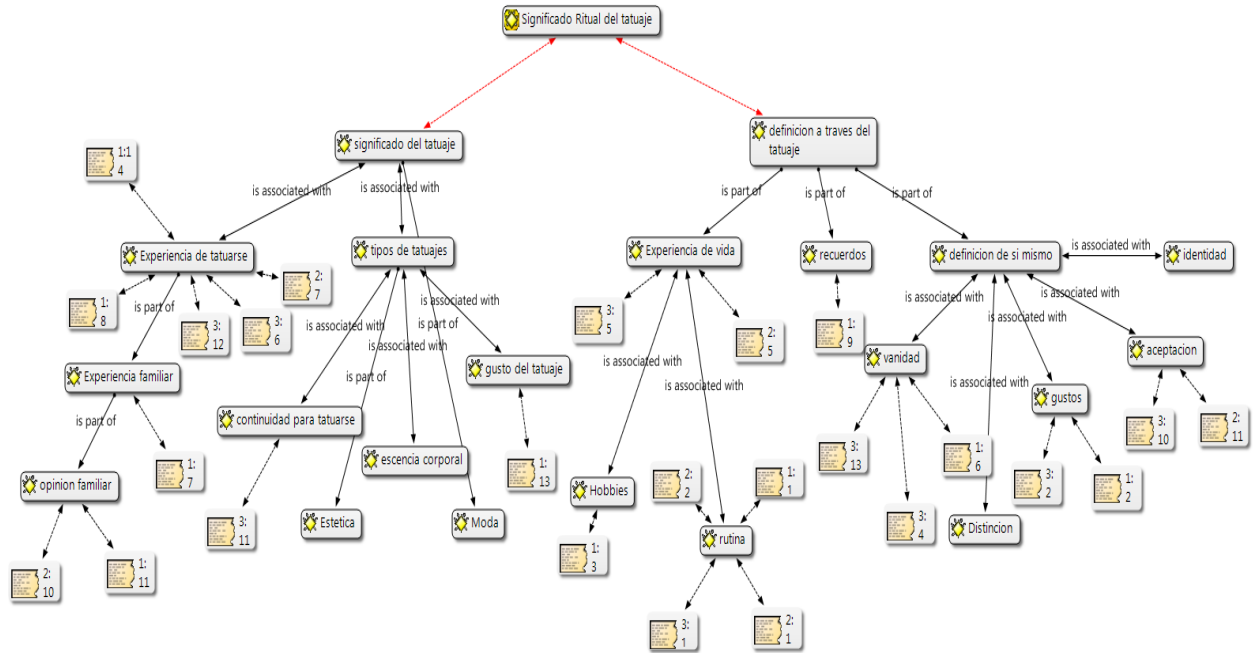 Significado Ritual del tatuaje
significado del tatuaje
definicion a traves del
tatuaje
1:1
4
is associated with
is associated with
is part of
is part of
is part of
Experiencia de tatuarse
tipos de tatuajes
Experiencia de vida
recuerdos
definicion de si mismo
is associated with
identidad
1:
8
is part of
3:
12
3:
6
2:
7
is associated with
is part of
is associated with
is associated with
3:
5
2:
5
1:
9
is associated with
is associated with
is associated with
Experiencia familiar
is part of
gusto del tatuaje
is associated with
is associated with
vanidad
is associated with
aceptacion
is part of
continuidad para tatuarse
gustos
3:
10
2:
11
1:
7
escencia corporal
1:
13
3:
13
1:
6
3:
2
1:
2
opinion familiar
Hobbies
2:
2
1:
1
3:
11
Estetica
Moda
3:
4
Distincion
rutina
2:
10
1:
11
1:
3
3:
1
2:
1